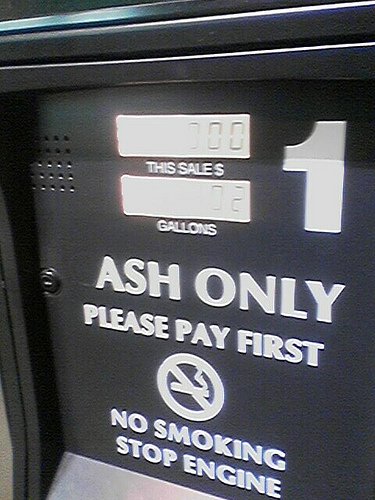 000
THIS SALE $
02
GALLONS
1
ASH ONLY
PLEASE PAY FIRST
NO SMOKING
STOP ENGINE